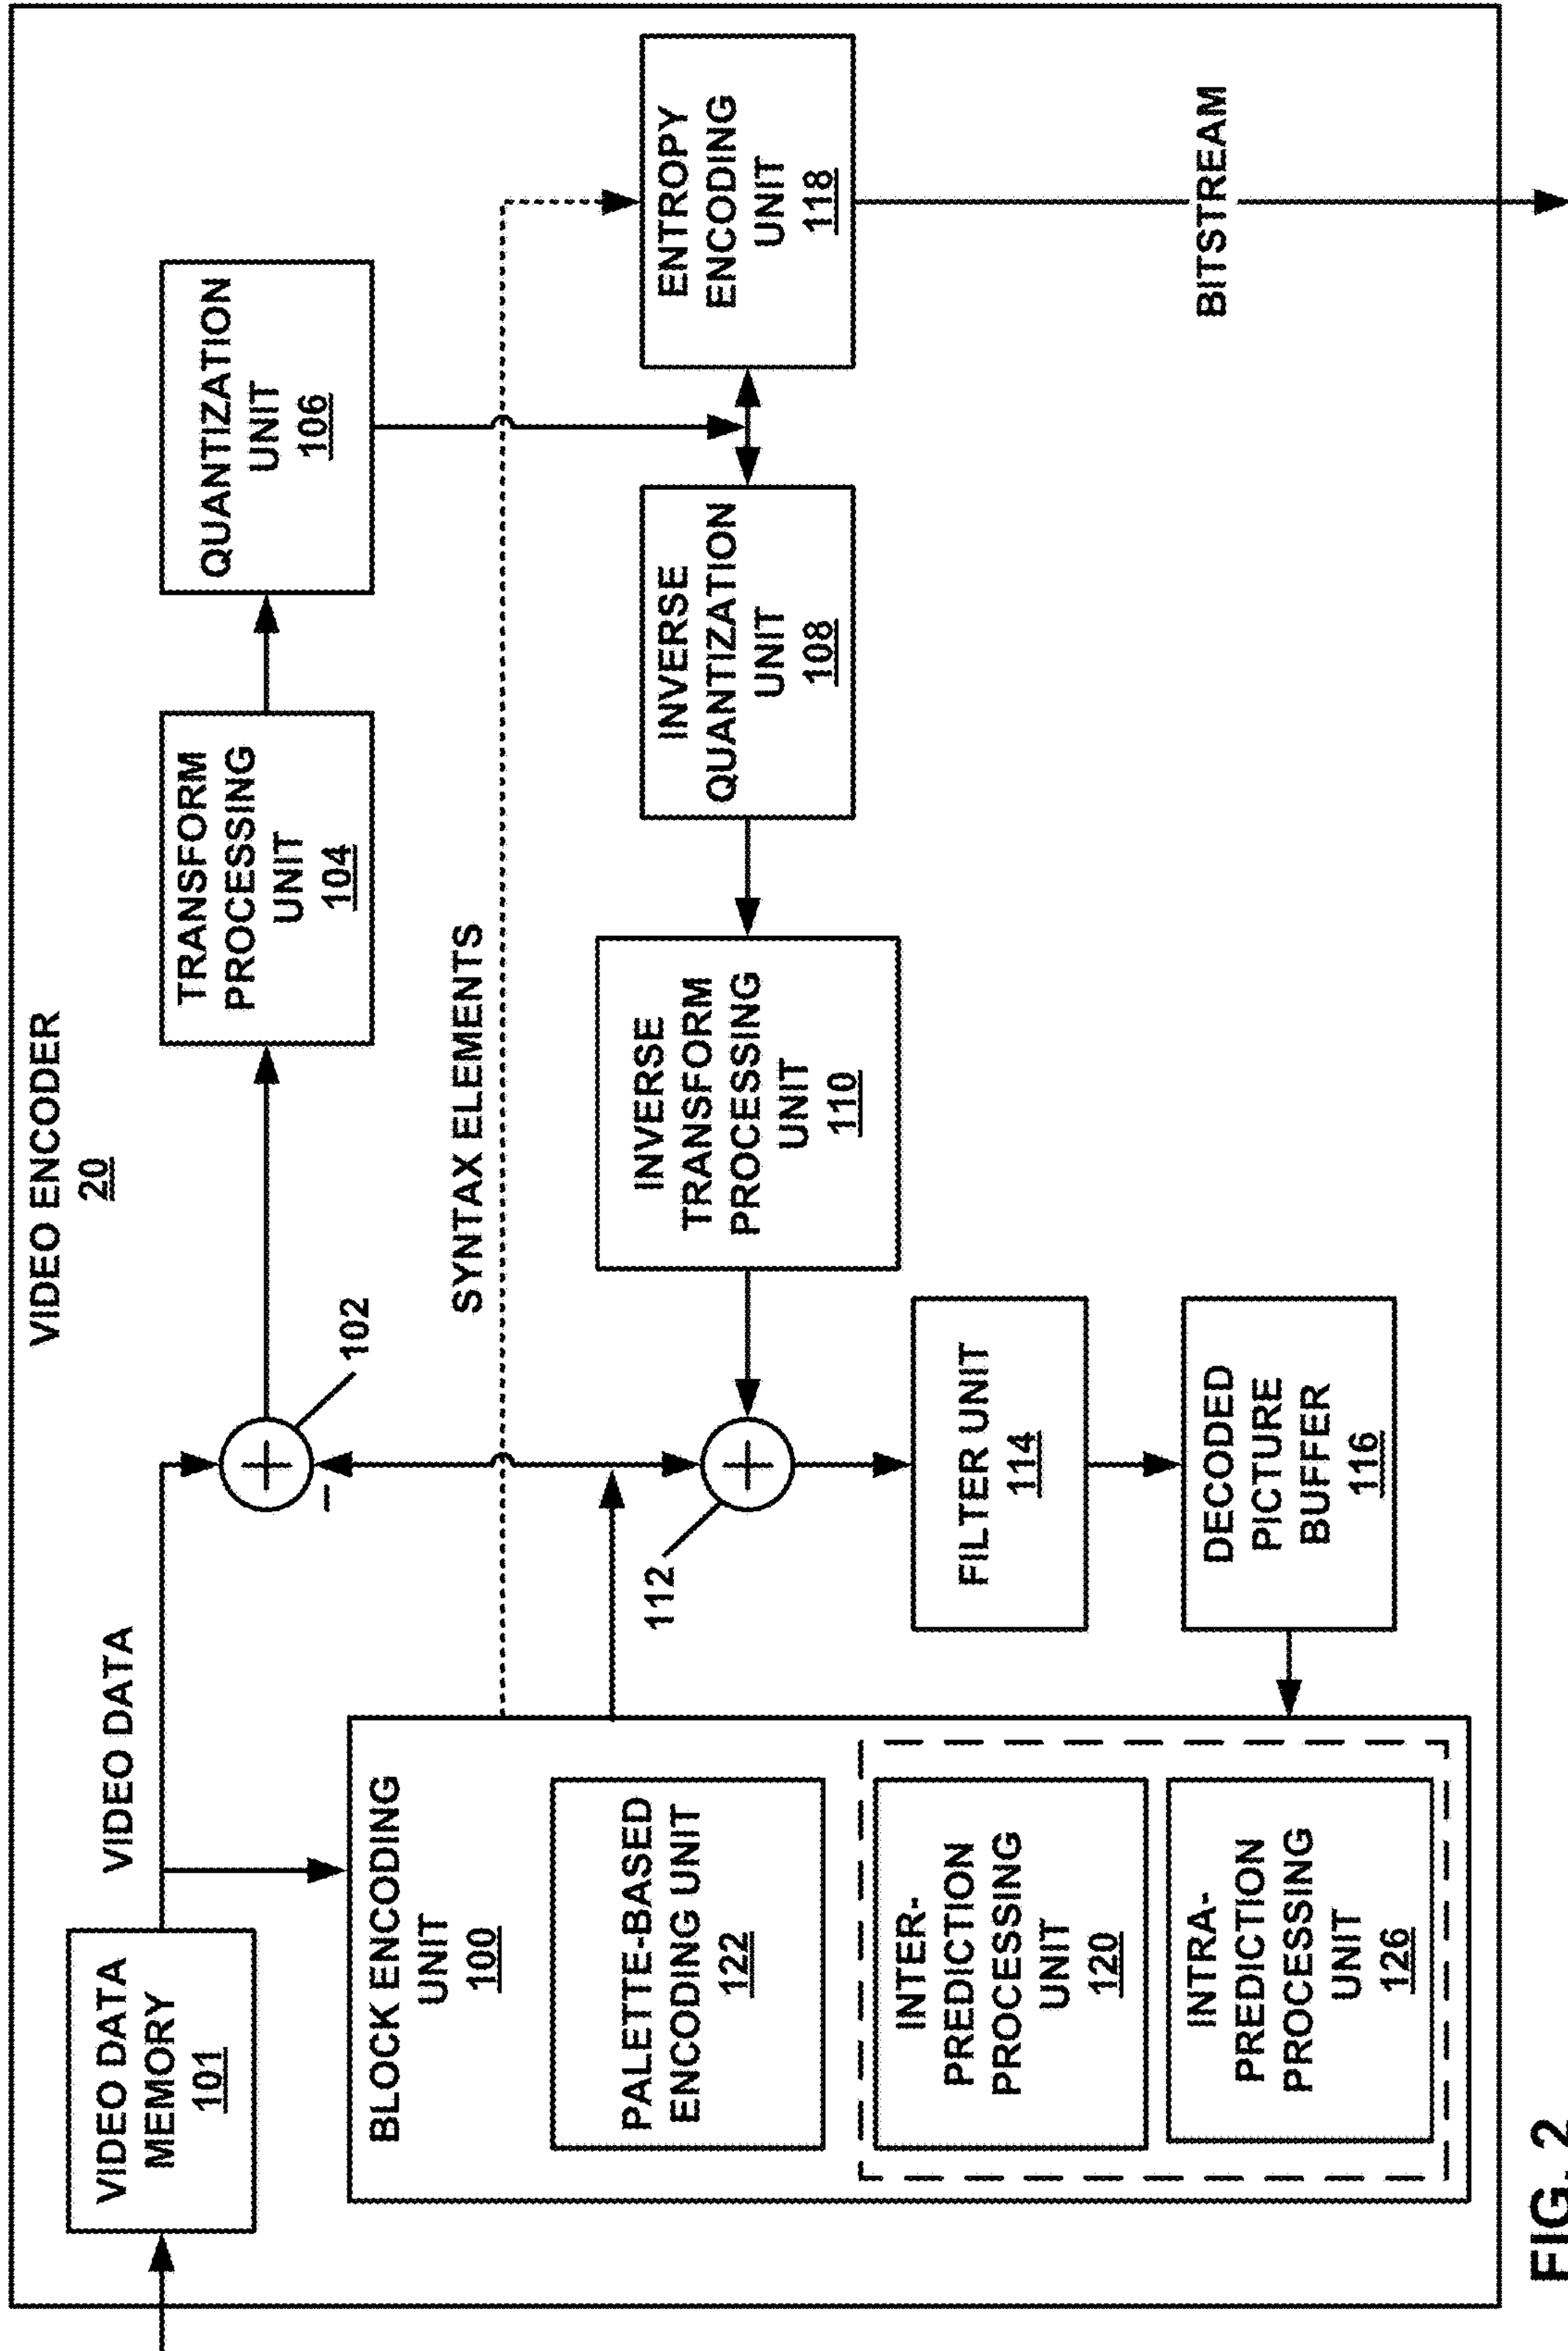 VIDEO ENCODER
20
VIDEO DATA
MEMORY
101
VIDEO DATA
102
TRANSFORM
PROCESSING
UNIT
104
QUANTIZATION
UNIT
106
SYNTAX ELEMENTS
BLOCK ENCODING
UNIT
100
PALETTE-BASED
ENCODING UNIT
122
INTER-
PREDICTION
PROCESSING
UNIT
120
INTRA-
PREDICTION
PROCESSING
UNIT
126
112
INVERSE
TRANSFORM
PROCESSING
UNIT
110
INVERSE
QUANTIZATION
UNIT
108
ENTROPY
ENCODING
UNIT
118
FILTER UNIT
114
DECODED
PICTURE
BUFFER
116
BITSTREAM
FIG. 2